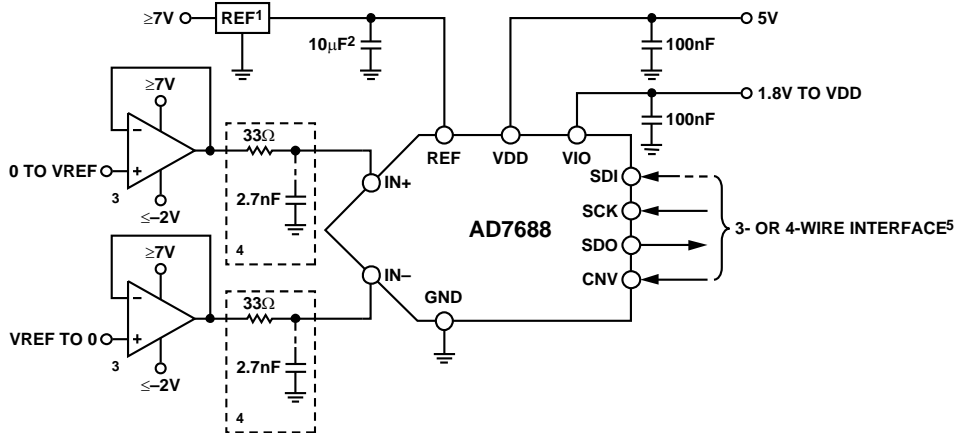 ≥7V
REF1
10µF2
5V
100nF
1.8V TO VDD
100nF
≥7V
−
+
0 TO VREF
3
≤–2V
33Ω
2.7nF
4
REF
VDD
VIO
IN+
IN–
AD7688
GND
SDI
SCK
SDO
CNV
3- OR 4-WIRE INTERFACE5
≥7V
−
+
VREF TO 0
3
≤–2V
33Ω
2.7nF
4